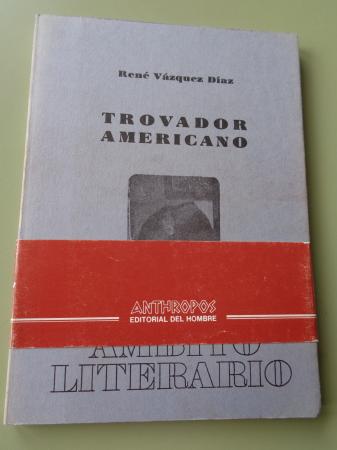 René Vázquez Díaz
TROVADOR
AMERICANO
ANTHROPOS
EDITORIAL DEL HOMBRE
AMBITO
LITERARIO